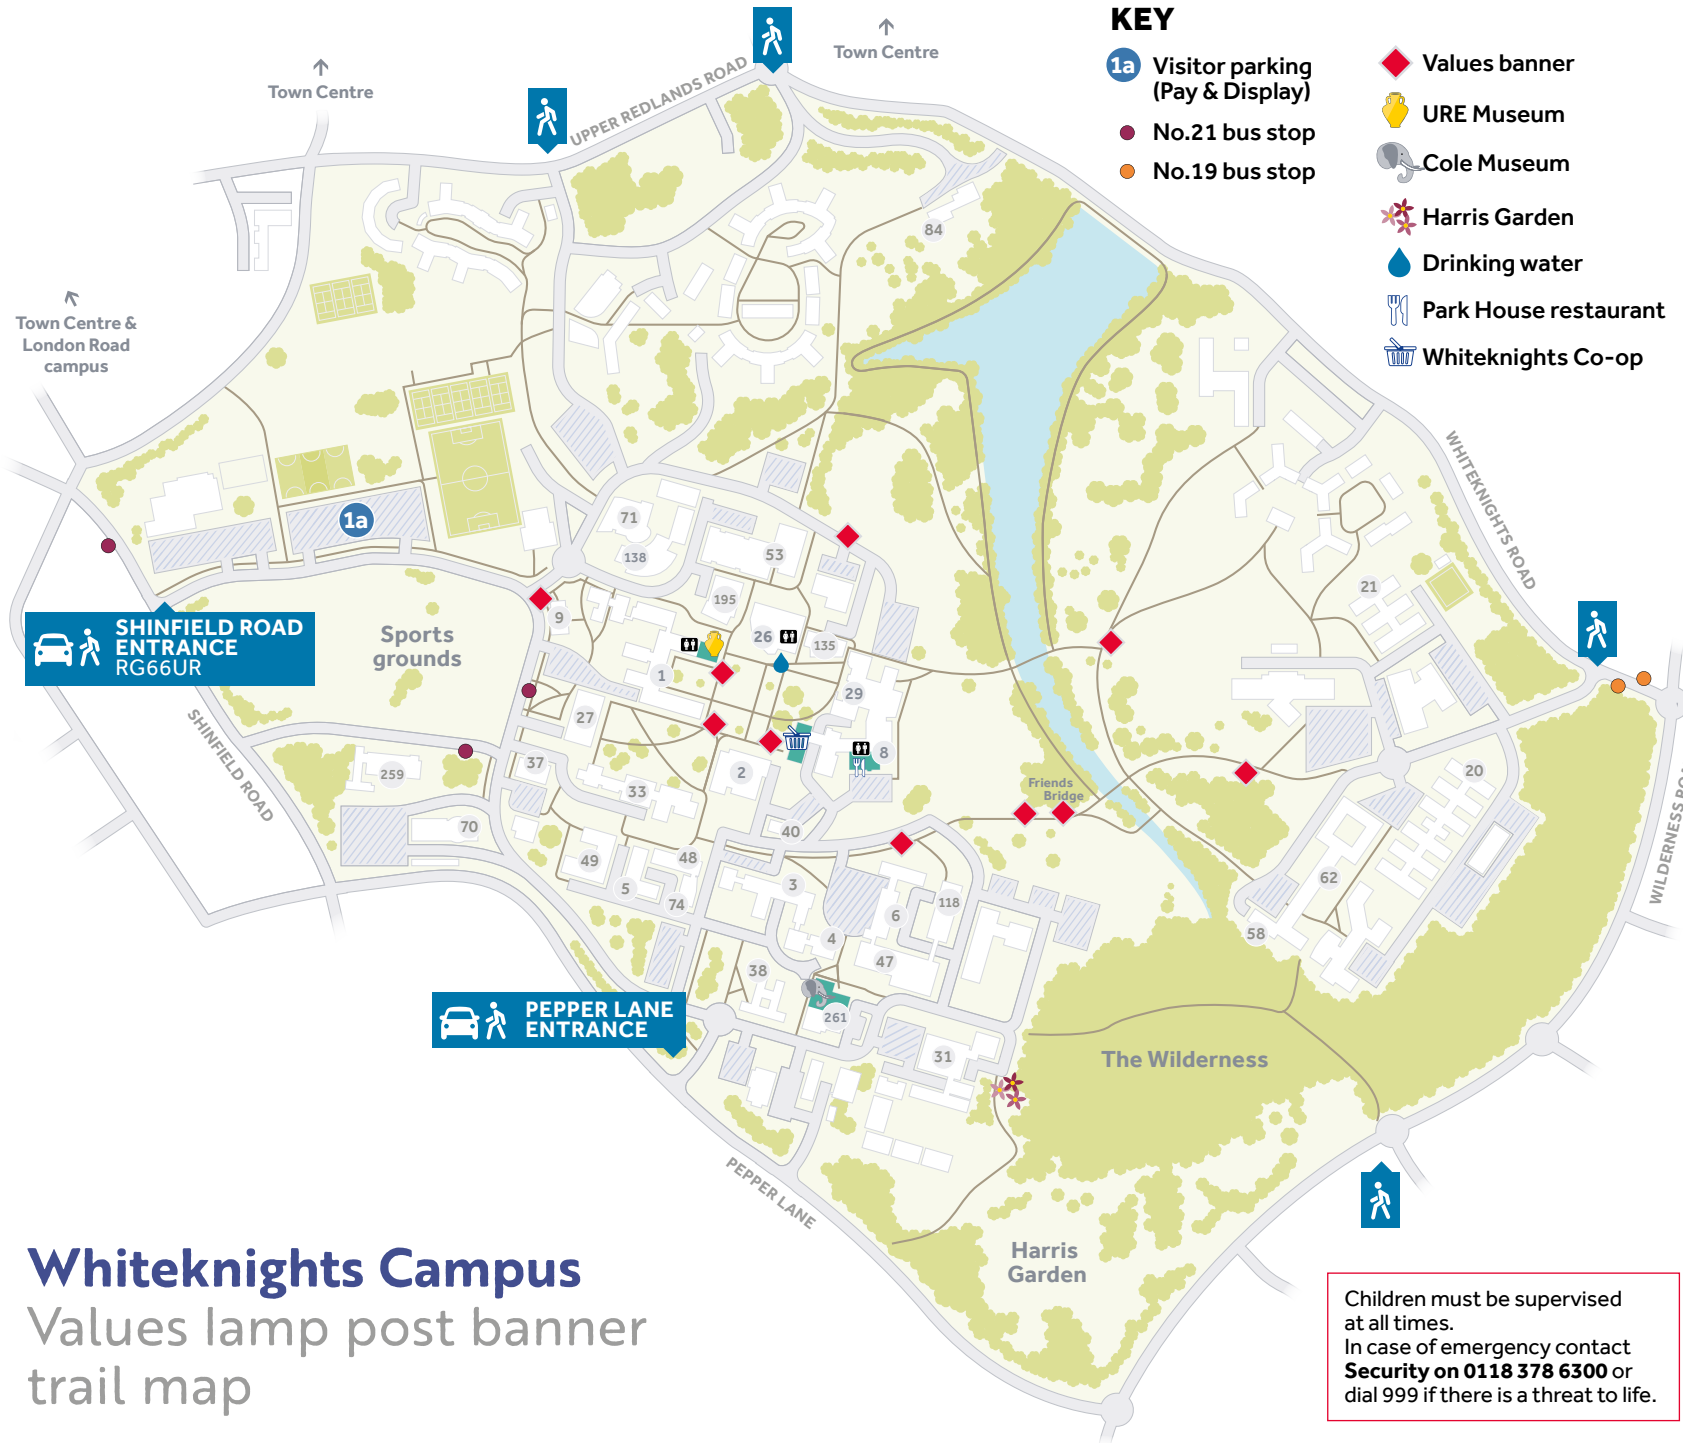 KEY
1a Visitor parking
(Pay & Display)
No.21 bus stop
No.19 bus stop
Values banner
URE Museum
Cole Museum
Harris Garden
Drinking water
Park House restaurant
Whiteknights Co-op
Town Centre
Town Centre
UPPER REDLANDS ROAD
Town Centre &
London Road
campus
84
WHITEKNIGHTS ROAD
1a
71
138
53
195
9
26
135
21
SHINFIELD ROAD
ENTRANCE
RG66UR
Sports
grounds
1
29
27
SHINFIELD ROAD
259
37
33
2
8
Friends
Bridge
20
WILDERNESS
70
40
49
48
5
74
3
6
118
62
58
4
47
38
261
31
PEPPER LANE
ENTRANCE
The Wilderness
PEPPER LANE
Harris
Garden
Whiteknights Campus
Values lamp post banner
trail map
Children must be supervised
at all times.
In case of emergency contact
Security on 0118 378 6300 or
dial 999 if there is a threat to life.